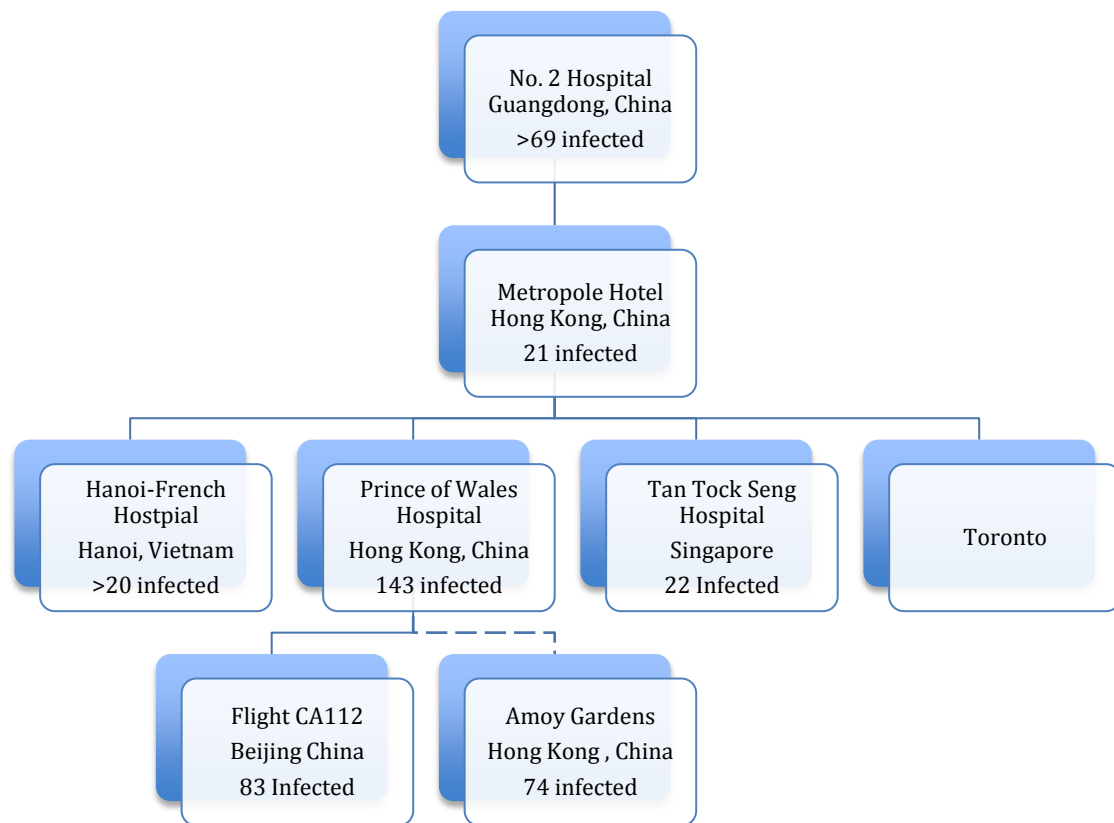 No. 2 Hospital
Guangdong, China
>69 infected
Metropole Hotel
Hong Kong, China
21 infected
Hanoi-French
Hostpial
Hanoi, Vietnam
>20 infected
Prince of Wales
Hospital
Hong Kong, China
143 infected
Tan Tock Seng
Hospital
Singapore
22 Infected
Toronto
Flight CA112
Beijing China
83 Infected
Amoy Gardens
Hong Kong , China
74 infected